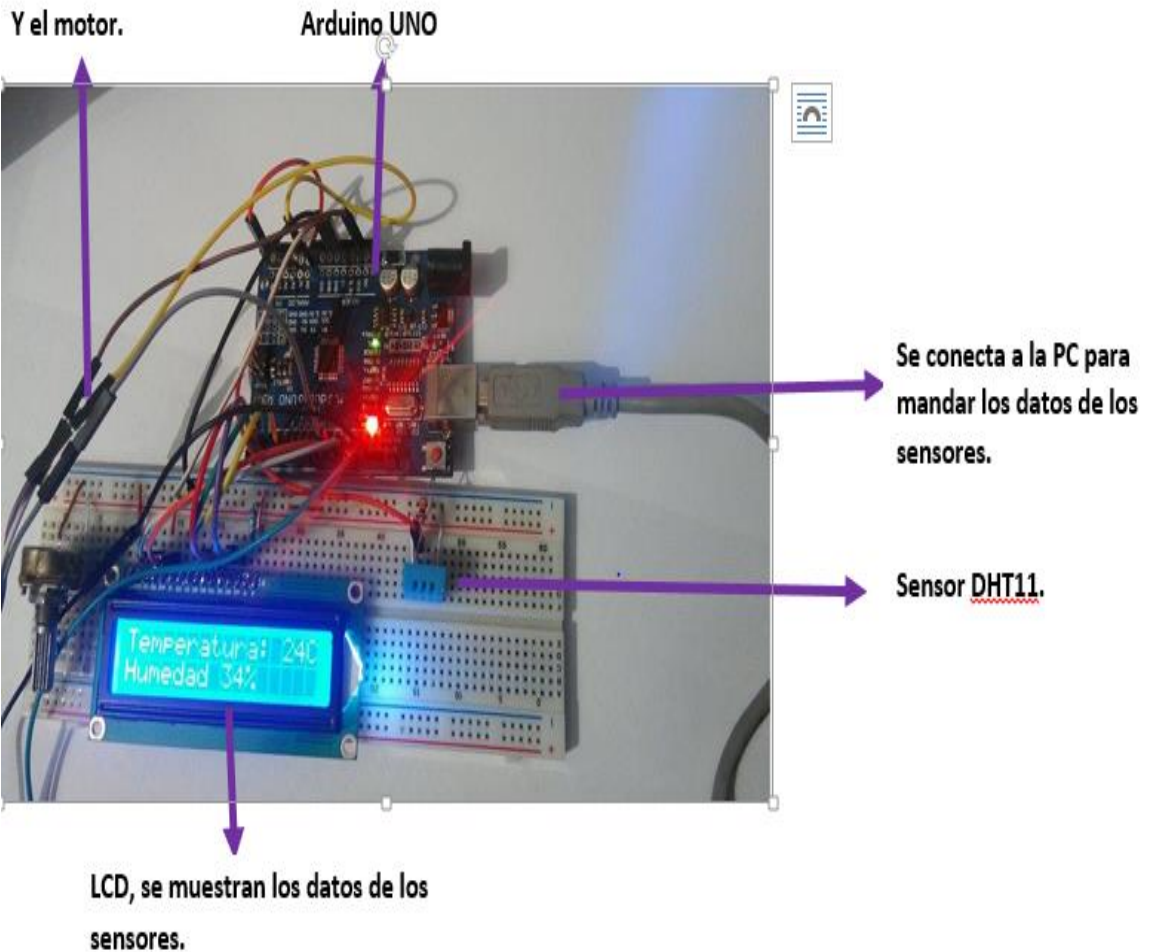 Y el motor.
Arduino UNO
Se conecta a la PC para
mandar los datos de los
sensores.
Sensor DHT11.
Temperatura: 24C
Humedad 34%
LCD, se muestran los datos de los
sensores.